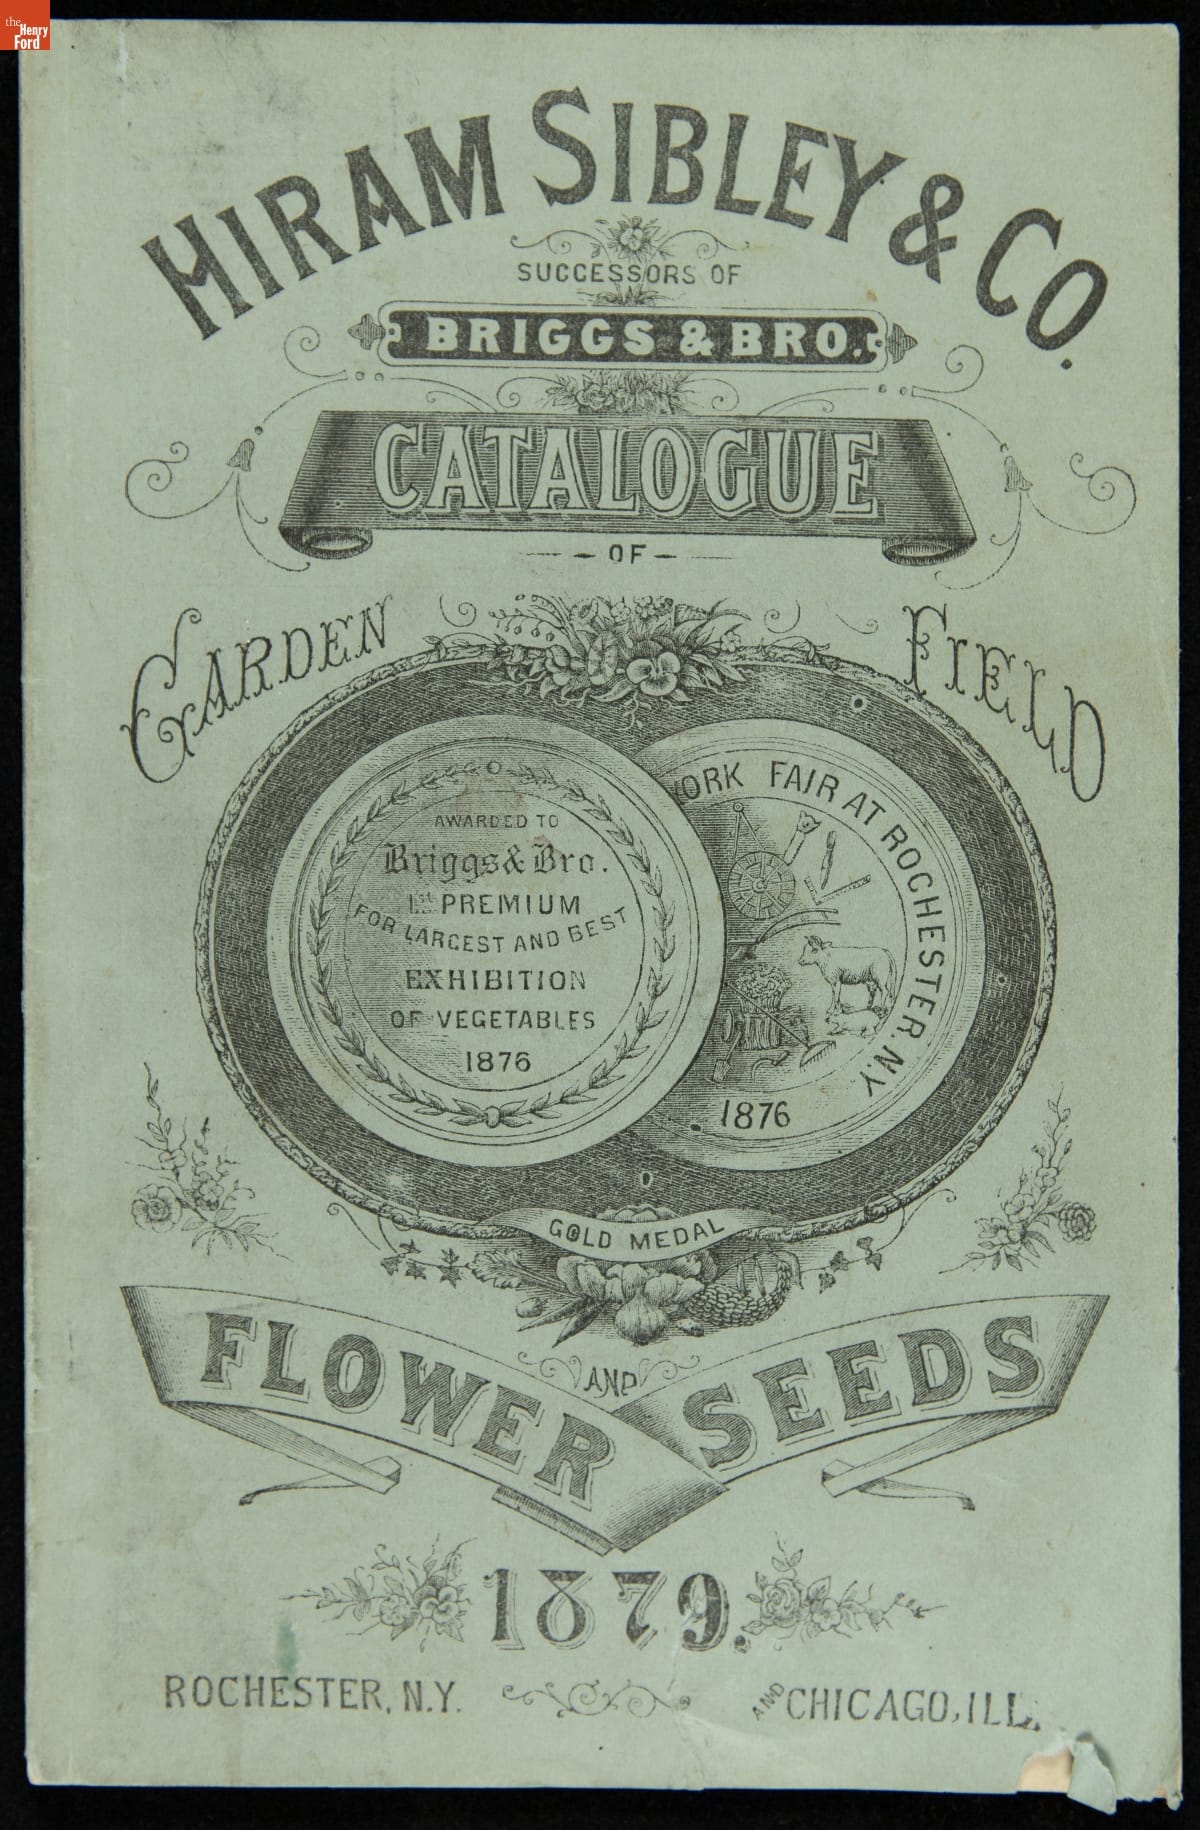 the
Henry
Ford
HIRAM SIBLEY & CO.
SUCCESSORS OF
BRIGGS & BRO.
CATALOGUE
OF
GARDEN
FIELD
AWARDED TO
Briggs & Bro.
1st PREMIUM
FOR LARGEST AND BEST
EXHIBITION
OF VEGETABLES
1876
YORK FAIR AT ROCHESTER. N.Y.
1876
GOLD MEDAL
FLOWER
AND
SEEDS
1879.
ROCHESTER, N.Y.
AND CHICAGO, ILL.